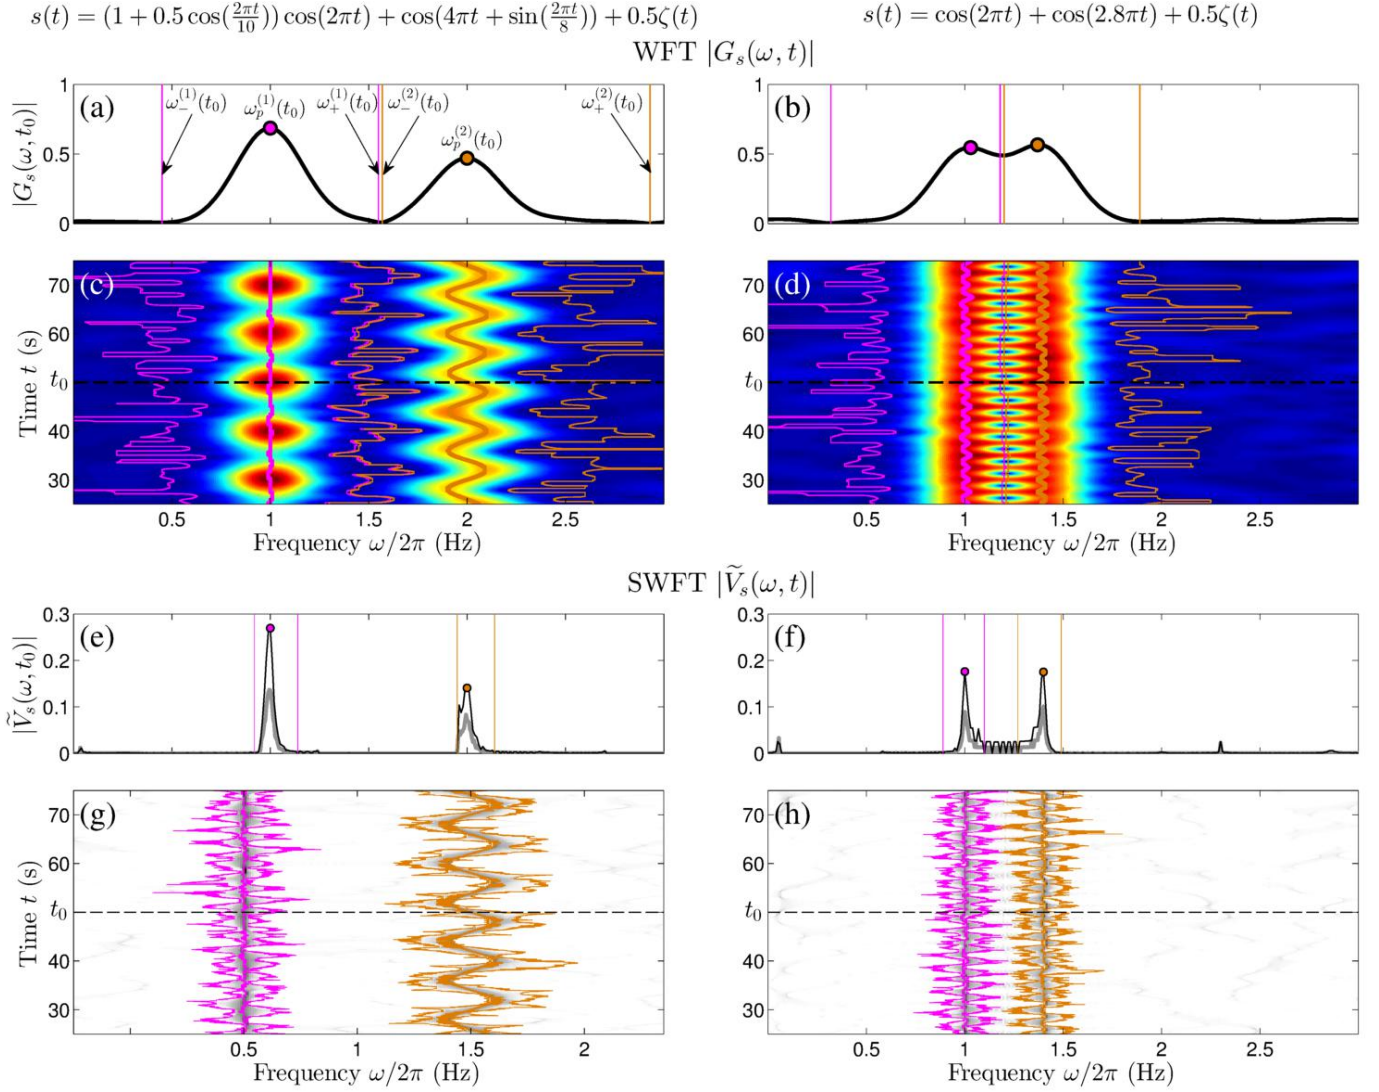 s(t) = (1 + 0.5 cos(2πt/10)) cos(2πt) + cos(4πt + sin(2πt/8)) + 0.5ζ(t)
s(t) = cos(2πt) + cos(2.8πt) + 0.5ζ(t)
WFT |G_s(ω, t)|
|G_s(ω, t_0)|
1
0.5
0
(a)
ω_−^(1)(t_0)
ω_p^(1)(t_0)
ω_+^(1)(t_0)
ω_−^(2)(t_0)
ω_p^(2)(t_0)
ω_+^(2)(t_0)
1
0.5
0
(b)
Time t (s)
70
60
t_0
40
30
(c)
0.5 1 1.5 2 2.5
Frequency ω/2π (Hz)
70
60
t_0
40
30
(d)
0.5 1 1.5 2 2.5
Frequency ω/2π (Hz)
SWFT |Ṽ_s(ω, t)|
|Ṽ_s(ω, t_0)|
0.3
0.2
0.1
0
(e)
0.3
0.2
0.1
0
(f)
Time t (s)
70
60
t_0
40
30
(g)
0.5 1 1.5 2
Frequency ω/2π (Hz)
70
60
t_0
40
30
(h)
0.5 1 1.5 2 2.5
Frequency ω/2π (Hz)